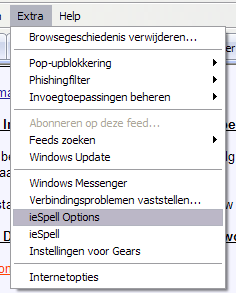 Extra Help
Browsegeschiedenis verwijderen...
Pop-upblokkering
Phishingfilter
Invoegtoepassingen beheren
Abonneren op deze feed...
Feeds zoeken
Windows Update
Windows Messenger
Verbindingsproblemen vaststellen...
ieSpell Options
ieSpell
Instellingen voor Gears
Internetopties